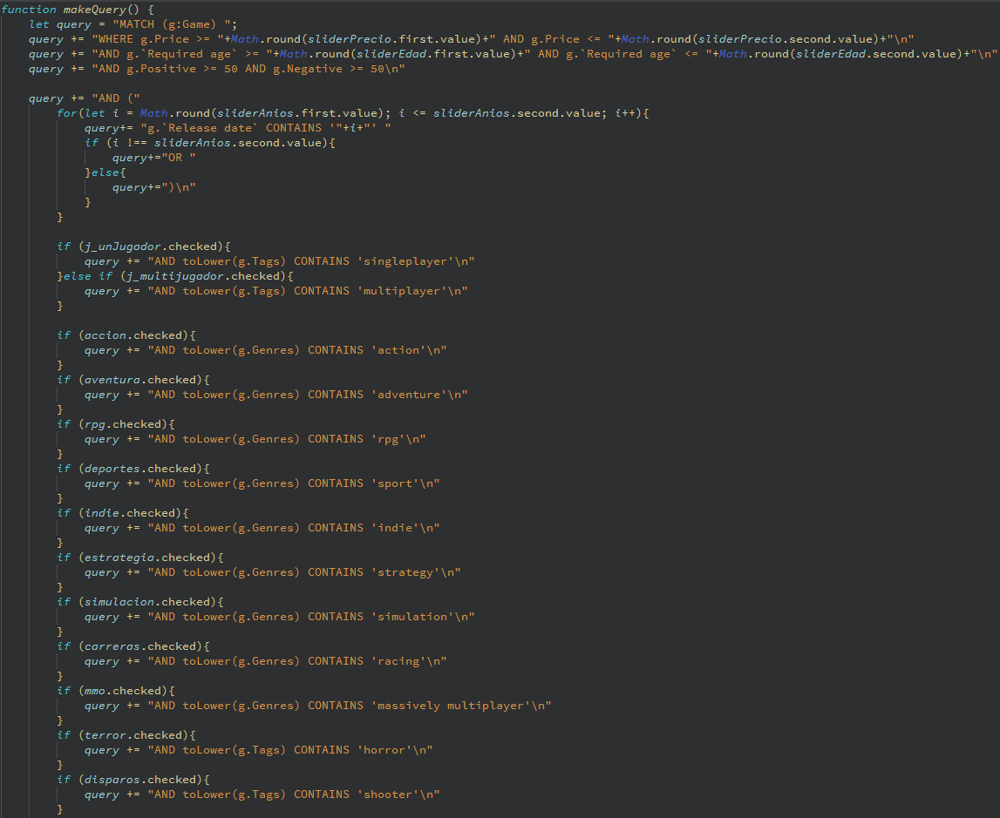 function makeQuery() {
    let query = "MATCH (g:Game) ";
    query += "WHERE g.Price >= "+Math.round(sliderPrecio.first.value)+" AND g.Price <= "+Math.round(sliderPrecio.second.value)+"\n"
    query += "AND g.`Required age` >= "+Math.round(sliderEdad.first.value)+" AND g.`Required age` <= "+Math.round(sliderEdad.second.value)+"\n"
    query += "AND g.Positive >= 50 AND g.Negative >= 50\n"

    query += "AND ("
        for(let i = Math.round(sliderAnios.first.value); i <= sliderAnios.second.value; i++){
            query+= "g.`Release date` CONTAINS '"+i+"' "
            if (i !== sliderAnios.second.value){
                query+="OR "
            }else{
                query+=")\n"
            }
        }

        if (j_unJugador.checked){
            query += "AND toLower(g.Tags) CONTAINS 'singleplayer'\n"
        }else if (j_multijugador.checked){
            query += "AND toLower(g.Tags) CONTAINS 'multiplayer'\n"
        }

        if (accion.checked){
            query += "AND toLower(g.Genres) CONTAINS 'action'\n"
        }
        if (aventura.checked){
            query += "AND toLower(g.Genres) CONTAINS 'adventure'\n"
        }
        if (rpg.checked){
            query += "AND toLower(g.Genres) CONTAINS 'rpg'\n"
        }
        if (deportes.checked){
            query += "AND toLower(g.Genres) CONTAINS 'sport'\n"
        }
        if (indie.checked){
            query += "AND toLower(g.Genres) CONTAINS 'indie'\n"
        }
        if (estrategia.checked){
            query += "AND toLower(g.Genres) CONTAINS 'strategy'\n"
        }
        if (simulacion.checked){
            query += "AND toLower(g.Genres) CONTAINS 'simulation'\n"
        }
        if (carreras.checked){
            query += "AND toLower(g.Genres) CONTAINS 'racing'\n"
        }
        if (mmo.checked){
            query += "AND toLower(g.Genres) CONTAINS 'massively multiplayer'\n"
        }
        if (terror.checked){
            query += "AND toLower(g.Tags) CONTAINS 'horror'\n"
        }
        if (disparos.checked){
            query += "AND toLower(g.Tags) CONTAINS 'shooter'\n"
        }